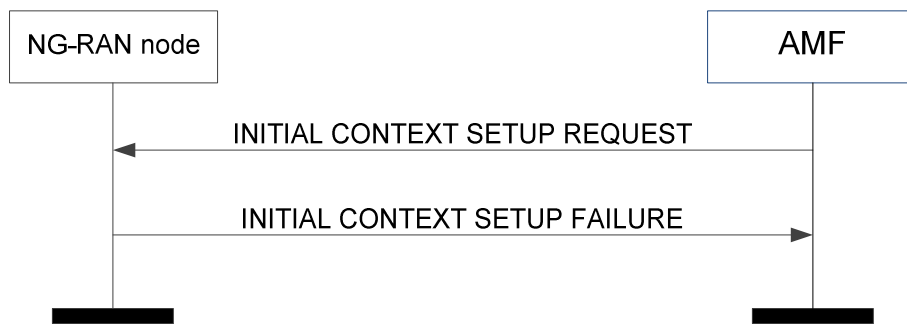 NG-RAN node
AMF
INITIAL CONTEXT SETUP REQUEST
INITIAL CONTEXT SETUP FAILURE